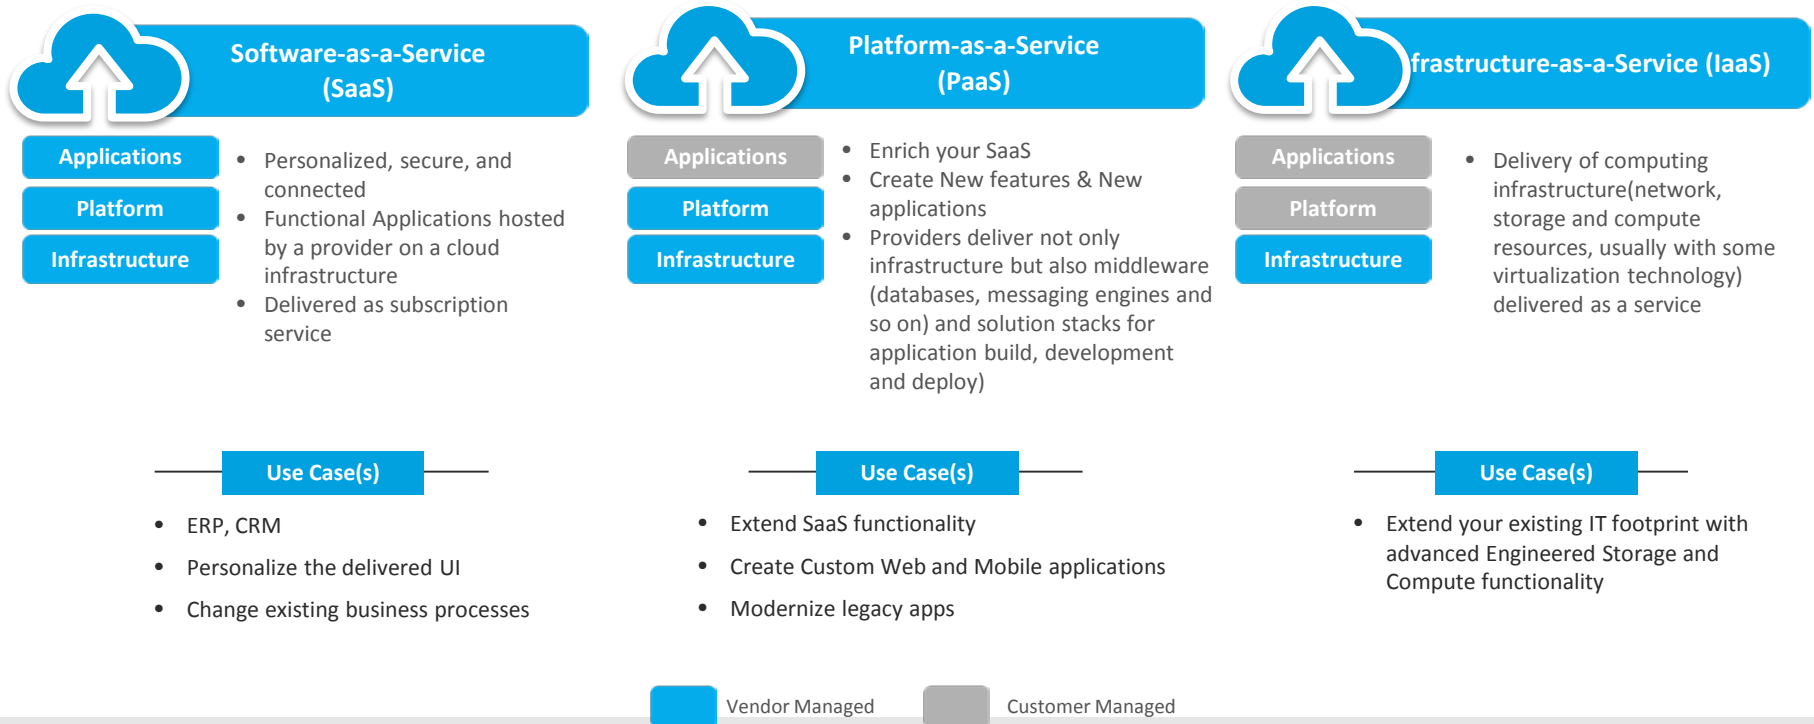 Software-as-a-Service
(SaaS)
Applications
Platform
Infrastructure
• Personalized, secure, and
connected
• Functional Applications hosted
by a provider on a cloud
infrastructure
• Delivered as subscription
service
Use Case(s)
• ERP, CRM
• Personalize the delivered UI
• Change existing business processes
Platform-as-a-Service
(PaaS)
Applications
Platform
Infrastructure
• Enrich your SaaS
• Create New features & New
applications
• Providers deliver not only
infrastructure but also middleware
(databases, messaging engines and
so on) and solution stacks for
application build, development
and deploy)
Use Case(s)
• Extend SaaS functionality
• Create Custom Web and Mobile applications
• Modernize legacy apps
frastructure-as-a-Service (IaaS)
Applications
Platform
Infrastructure
• Delivery of computing
infrastructure(network,
storage and compute
resources, usually with some
virtualization technology)
delivered as a service
Use Case(s)
• Extend your existing IT footprint with
advanced Engineered Storage and
Compute functionality
Vendor Managed
Customer Managed